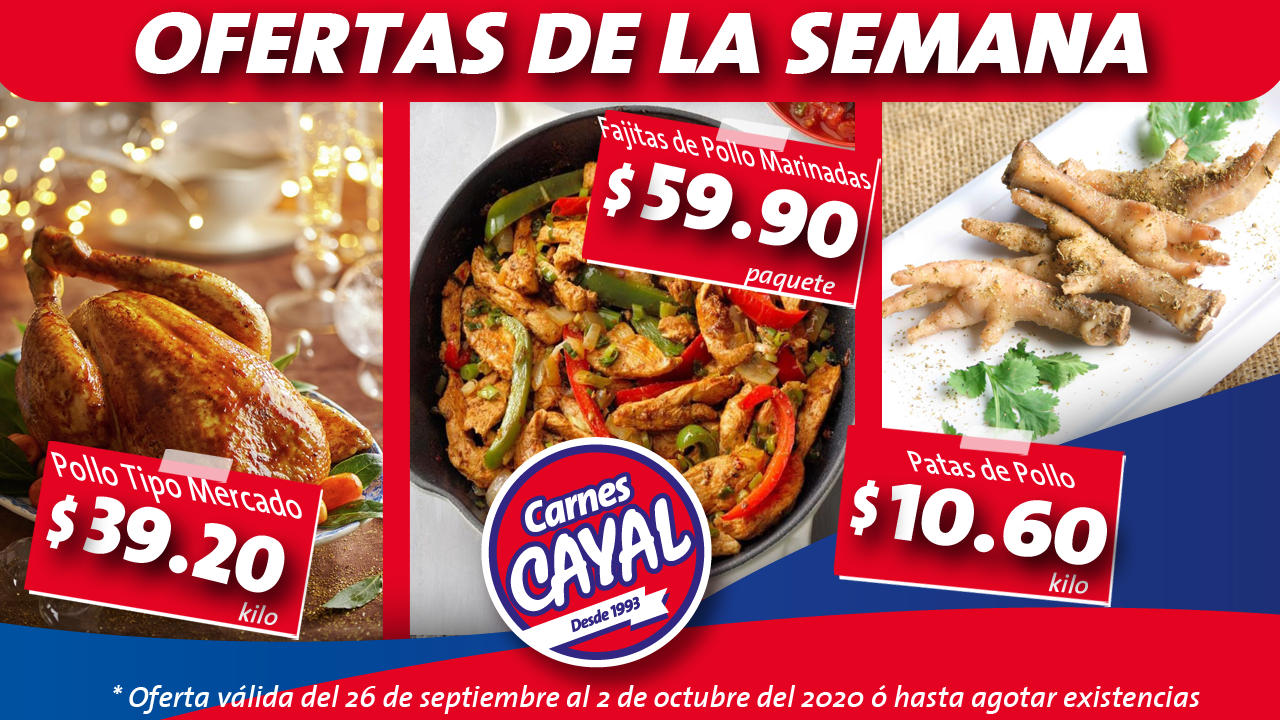 OFERTAS DE LA SEMANA
Pollo Tipo Mercado
$ 39.20
kilo
Fajitas de Pollo Marinadas
$ 59.90
paquete
Patas de Pollo
$ 10.60
kilo
Carnes
CAYAL
Desde 1993
* Oferta válida del 26 de septiembre al 2 de octubre del 2020 ó hasta agotar existencias